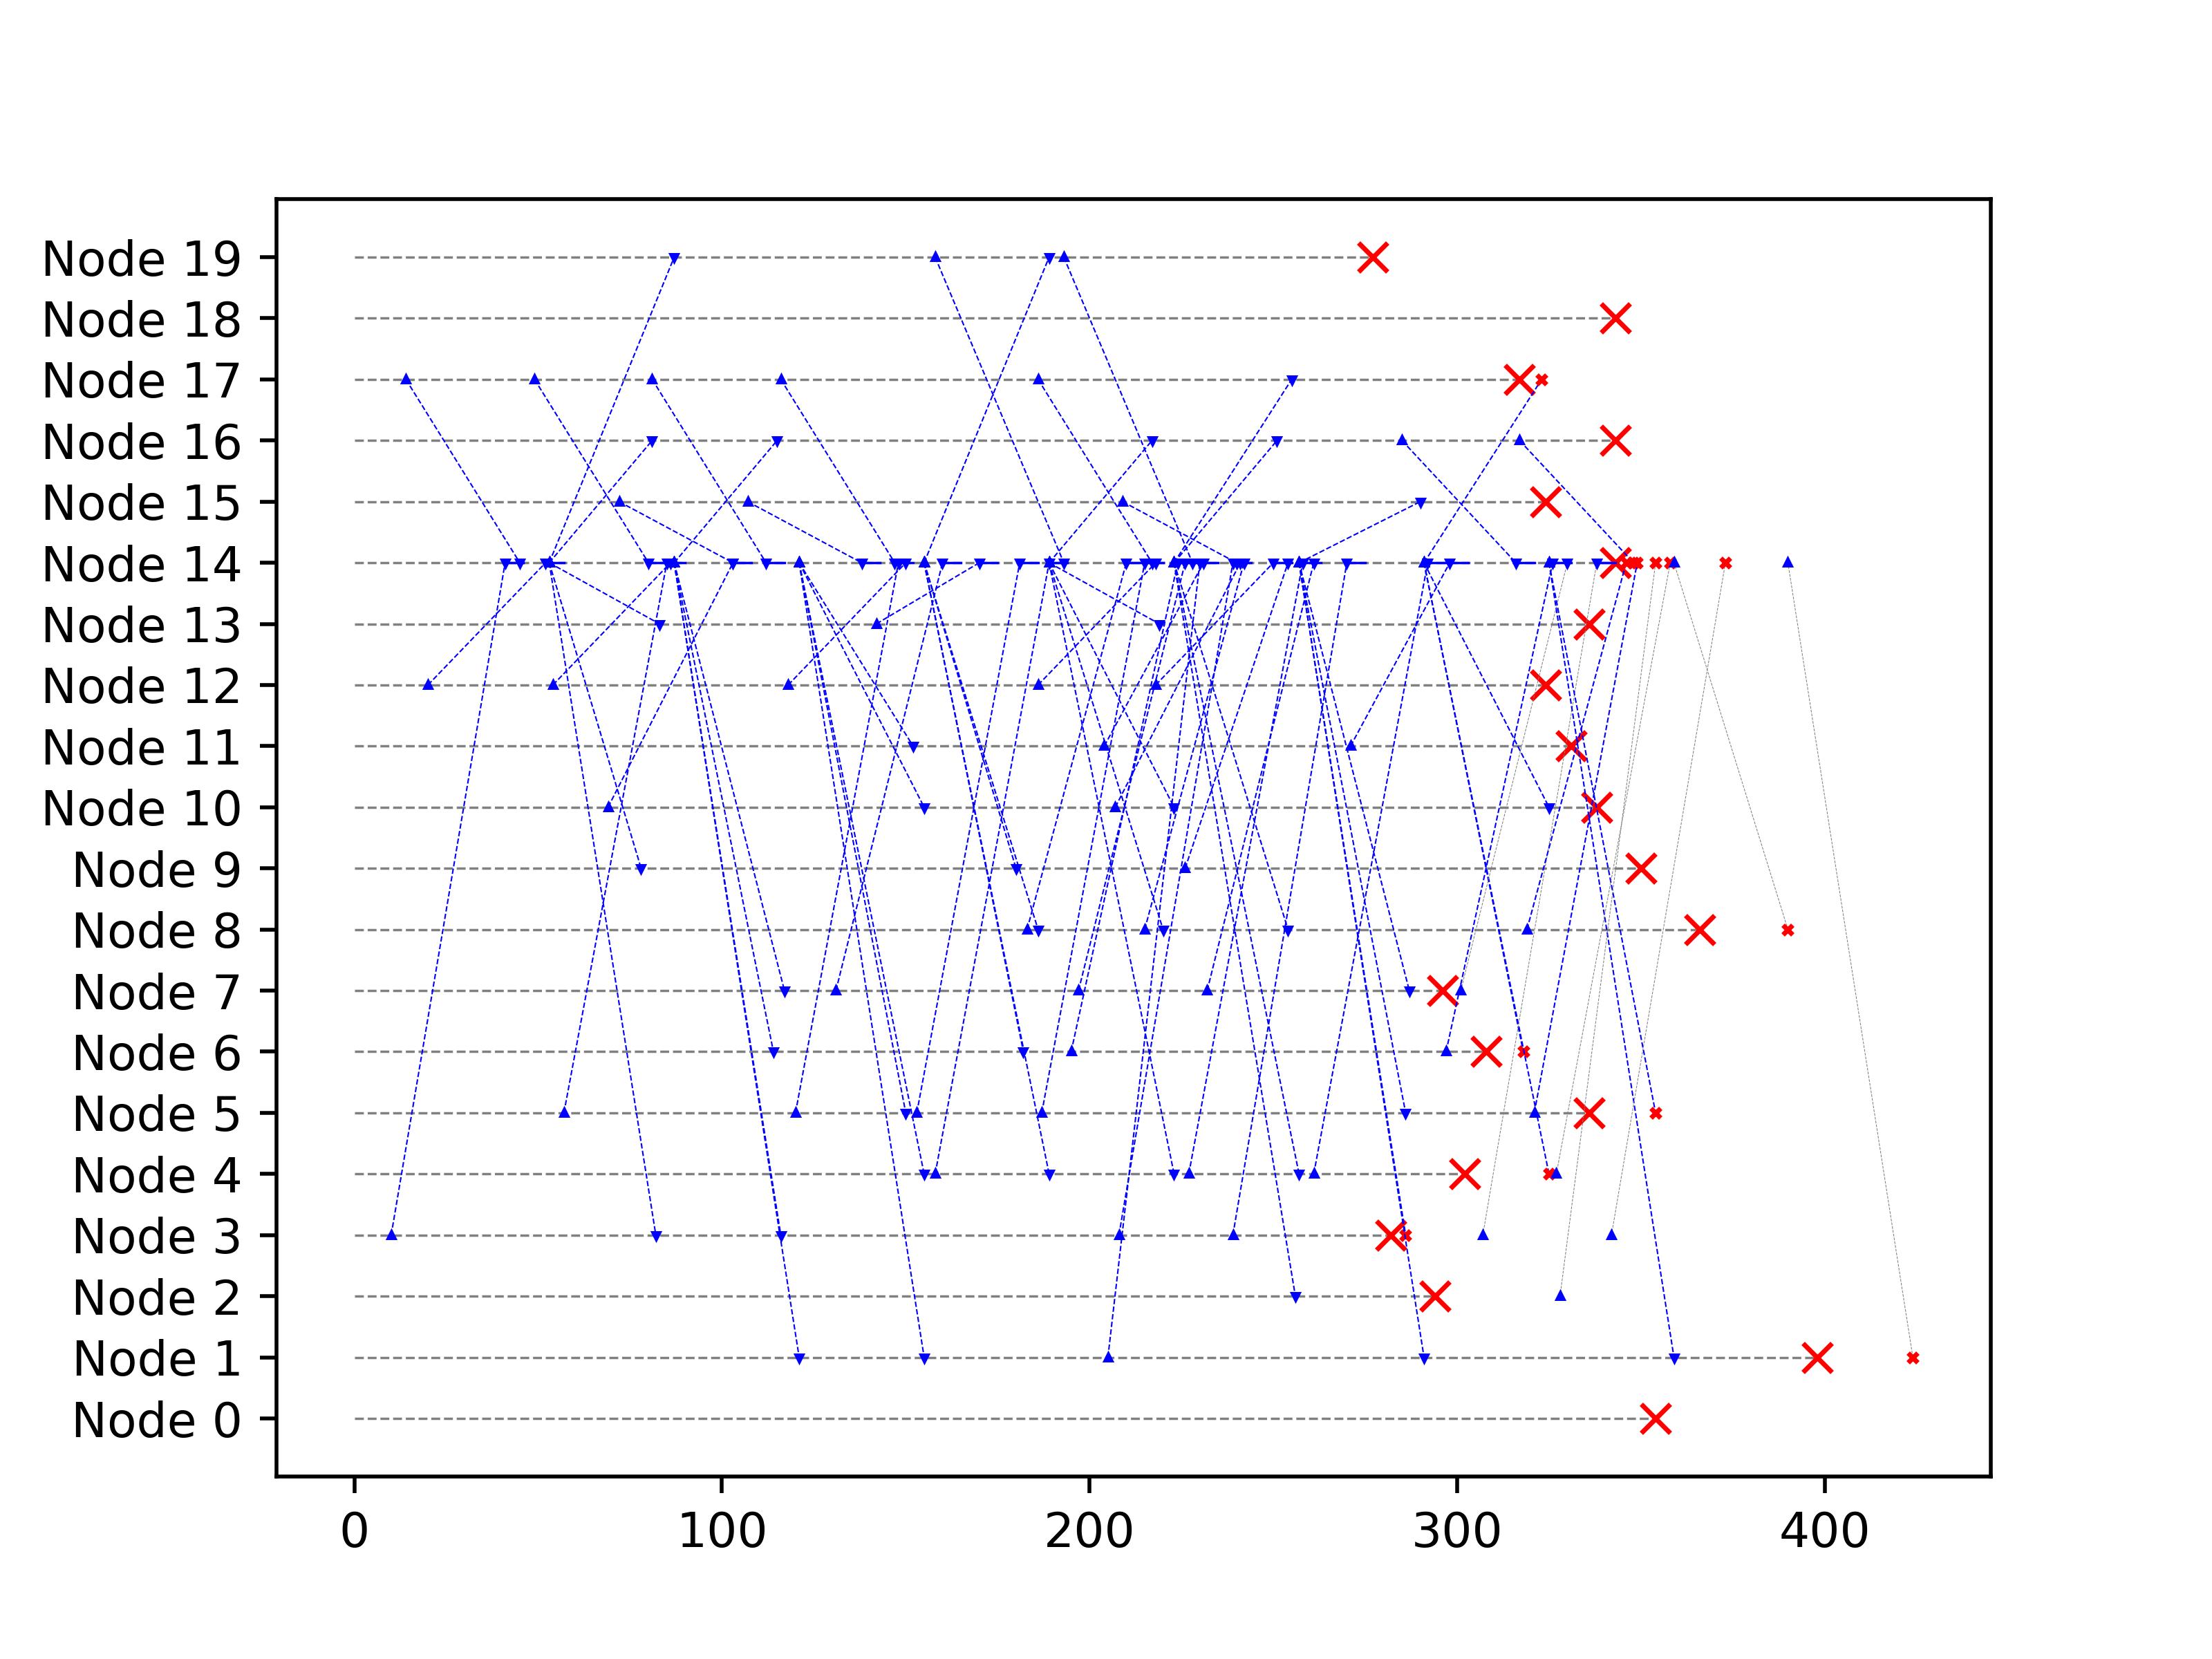 Node 19
Node 18
Node 17
Node 16
Node 15
Node 14
Node 13
Node 12
Node 11
Node 10
Node 9
Node 8
Node 7
Node 6
Node 5
Node 4
Node 3
Node 2
Node 1
Node 0
0 100 200 300 400